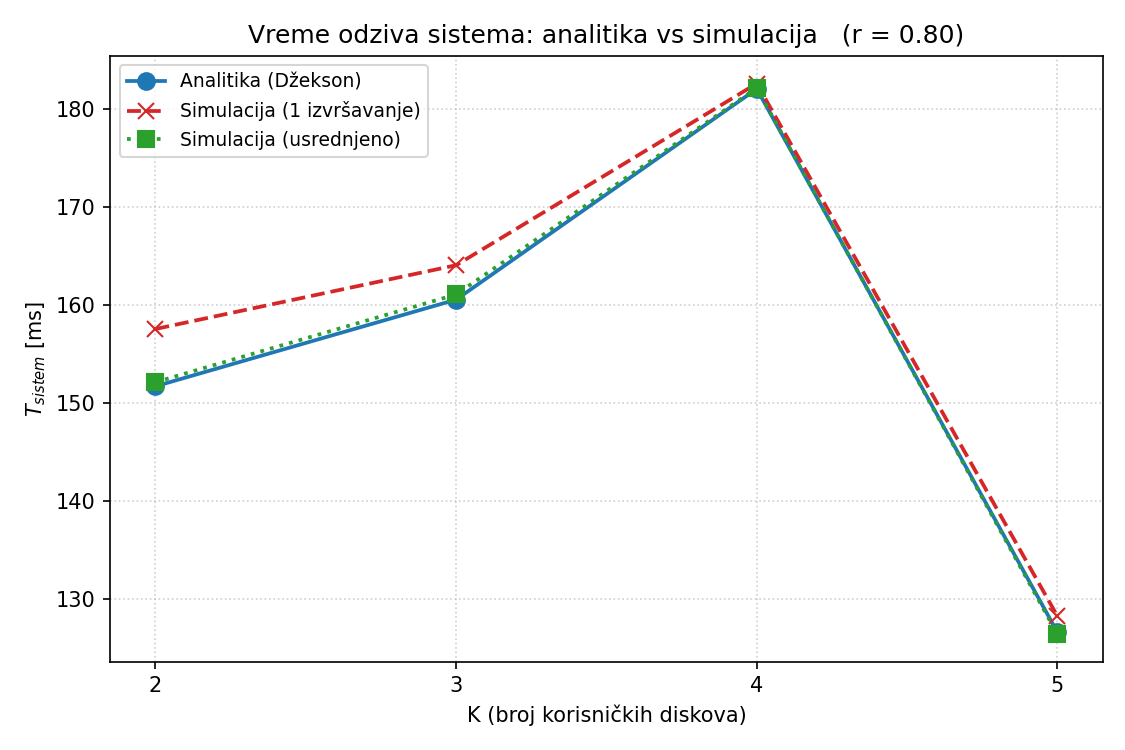 Vreme odziva sistema: analitika vs simulacija (r = 0.80)
Analitika (Džekson)
Simulacija (1 izvršavanje)
Simulacija (usrednjeno)
T_sistem [ms]
180
170
160
150
140
130
2 3 4 5
K (broj korisničkih diskova)